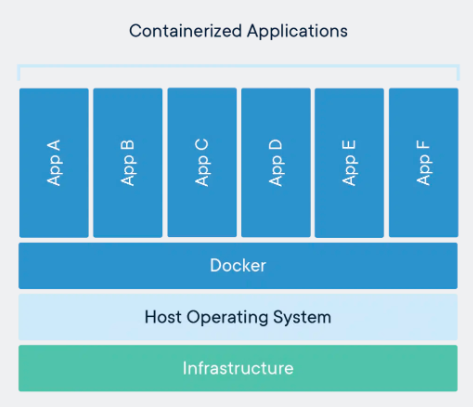 Containerized Applications
App A
App B
App C
App D
App E
App F
Docker
Host Operating System
Infrastructure